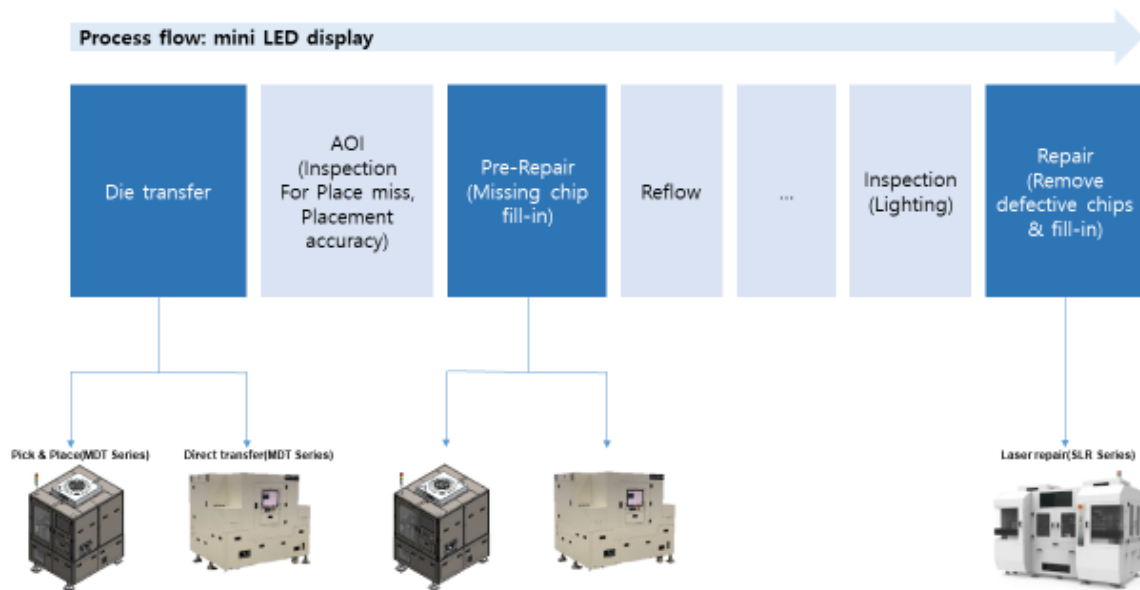 Process flow: mini LED display
Die transfer
AOI
(Inspection
For Place miss,
Placement
accuracy)
Pre-Repair
(Missing chip
fill-in)
Reflow
...
Inspection
(Lighting)
Repair
(Remove
defective chips
& fill-in)
Pick & Place(MDT Series)
Direct transfer(MDT Series)
Laser repair(SLR Series)